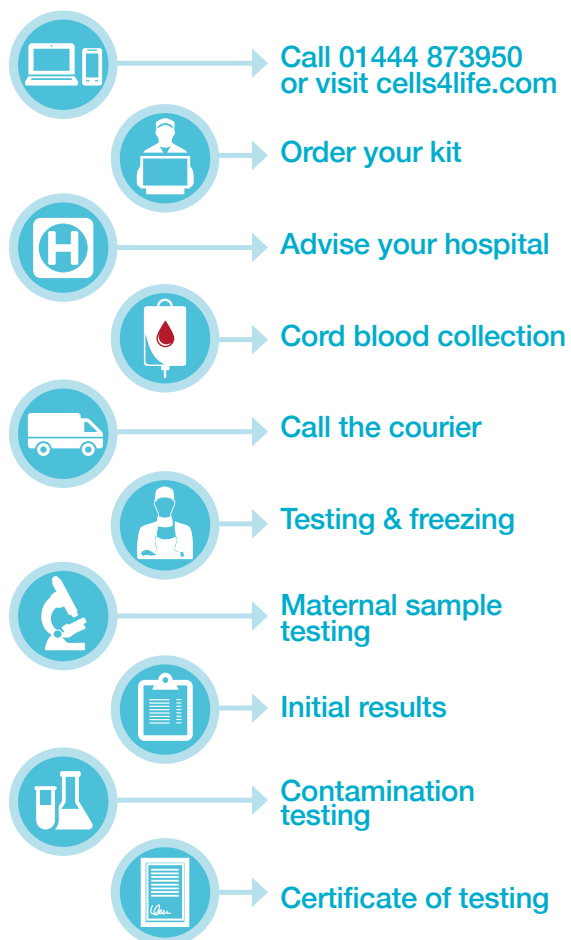 Call 01444 873950
or visit cells4life.com
Order your kit
H
Advise your hospital
Cord blood collection
Call the courier
Testing & freezing
Maternal sample
testing
Initial results
Contamination
testing
Certificate of testing